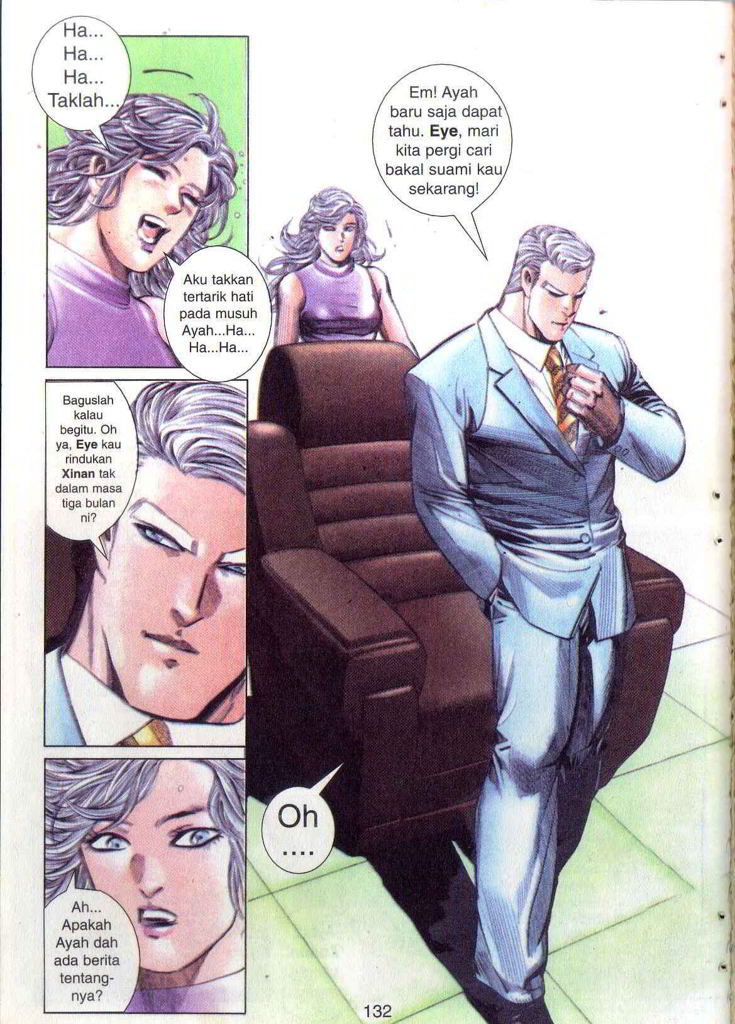 Ha...
Ha...
Ha...
Taklah...
Aku takkan
tertarik hati
pada musuh
Ayah...Ha...
Ha...Ha...
Baguslah
kalau
begitu. Oh
ya, Eye kau
rindukan
Xinan tak
dalam masa
tiga bulan
ni?
Ah...
Apakah
Ayah dah
ada berita
tentang-
nya?
Em! Ayah
baru saja dapat
tahu. Eye, mari
kita pergi cari
bakal suami kau
sekarang!
Oh
....
132